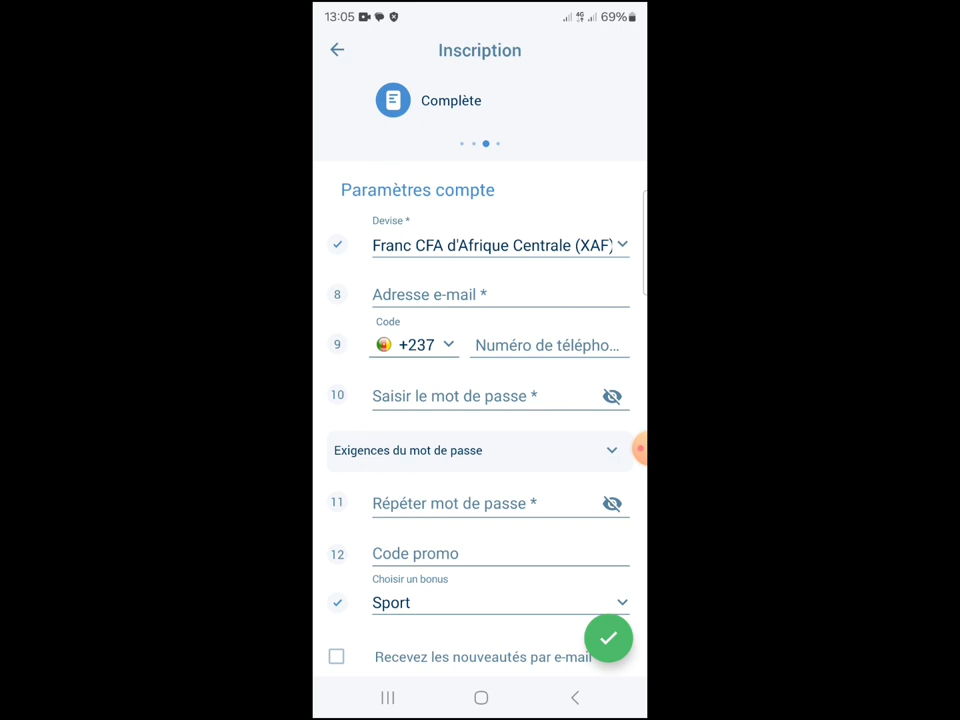 13:05 4G 69%
Inscription
Complète
Paramètres compte
Devise *
Franc CFA d'Afrique Centrale (XAF)
8 Adresse e-mail *
Code
9 +237 Numéro de télépho...
10 Saisir le mot de passe *
Exigences du mot de passe
11 Répéter mot de passe *
12 Code promo
Choisir un bonus
Sport
Recevez les nouveautés par e-mail